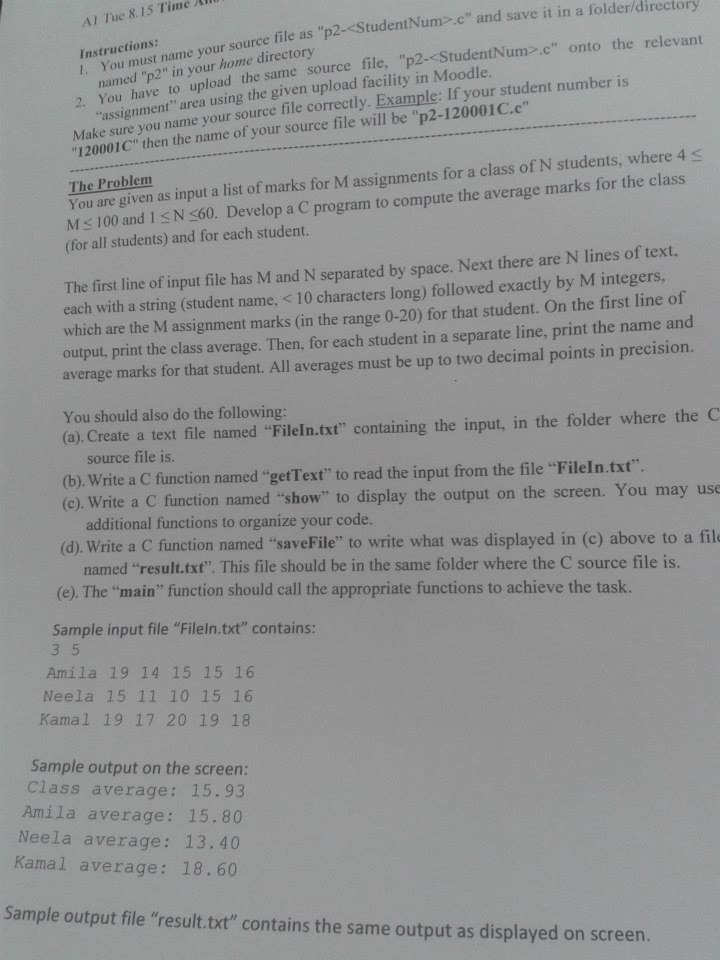 A1 Tue 8.15 Time
Instructions:
1. You must name your source file as "p2-<StudentNum>.c" and save it in a folder/directory
named "p2" in your home directory
2. You have to upload the same source file, "p2-<StudentNum>.c" onto the relevant
"assignment" area using the given upload facility in Moodle.
Make sure you name your source file correctly. Example: If your student number is
"120001C" then the name of your source file will be "p2-120001C.c"
The Problem
You are given as input a list of marks for M assignments for a class of N students, where 4 ≤
M ≤ 100 and 1 ≤ N ≤60. Develop a C program to compute the average marks for the class
(for all students) and for each student.
The first line of input file has M and N separated by space. Next there are N lines of text,
each with a string (student name, < 10 characters long) followed exactly by M integers,
which are the M assignment marks (in the range 0-20) for that student. On the first line of
output, print the class average. Then, for each student in a separate line, print the name and
average marks for that student. All averages must be up to two decimal points in precision.
You should also do the following:
(a). Create a text file named “FileIn.txt” containing the input, in the folder where the C
source file is.
(b). Write a C function named “getText” to read the input from the file “FileIn.txt”.
(c). Write a C function named “show” to display the output on the screen. You may use
additional functions to organize your code.
(d). Write a C function named “saveFile” to write what was displayed in (c) above to a file
named “result.txt”. This file should be in the same folder where the C source file is.
(e). The “main” function should call the appropriate functions to achieve the task.
Sample input file “FileIn.txt” contains:
3 5
Amila 19 14 15 15 16
Neela 15 11 10 15 16
Kamal 19 17 20 19 18
Sample output on the screen:
Class average: 15.93
Amila average: 15.80
Neela average: 13.40
Kamal average: 18.60
Sample output file “result.txt” contains the same output as displayed on screen.